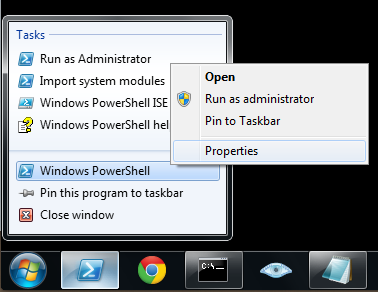 Tasks
Run as Administrator
Import system modules
Windows PowerShell ISE
Windows PowerShell hel
Windows PowerShell
Pin this program to taskbar
Close window
Open
Run as administrator
Pin to Taskbar
Properties
C:\.